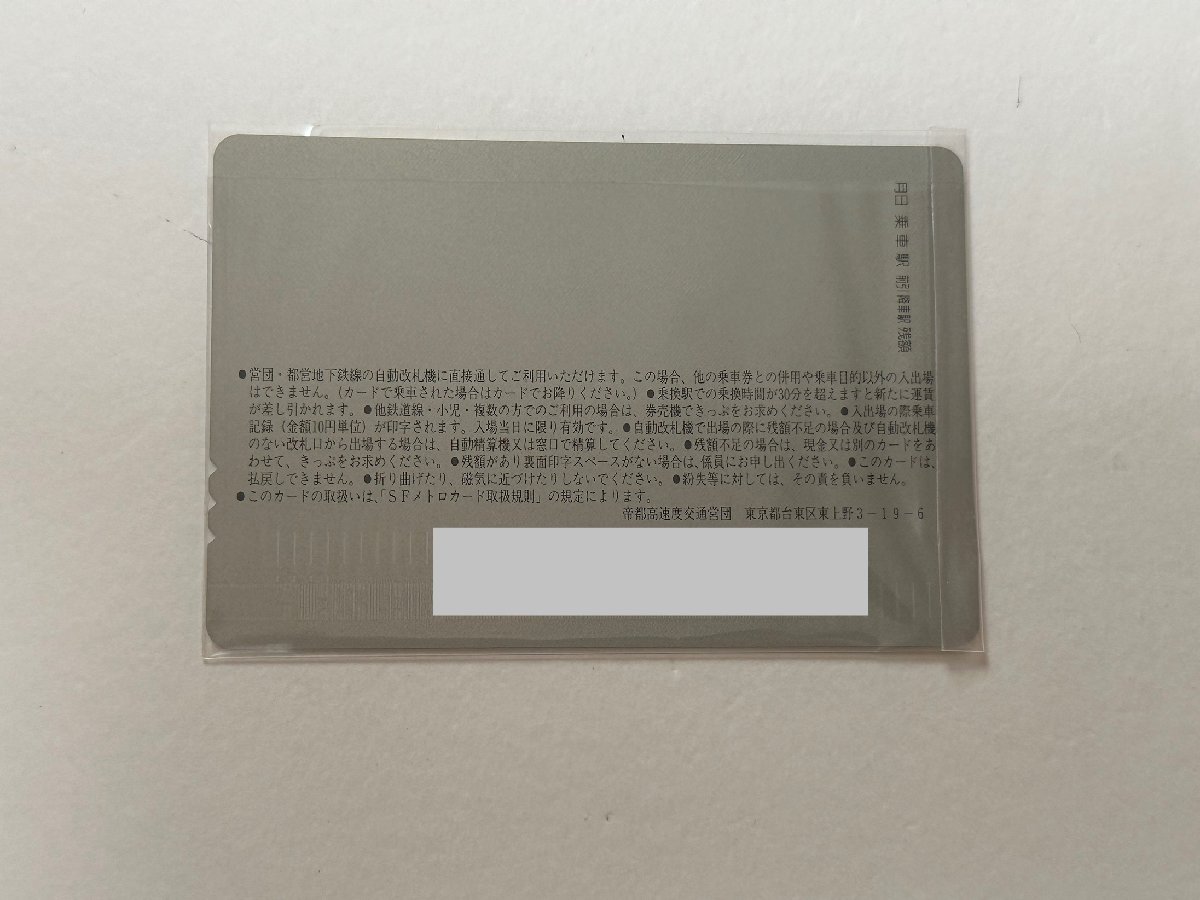 月日 乗車駅 前ら 降車駅 残額
●営団・都営地下鉄線の自動改札機に直接通してご利用いただけます。この場合、他の乗車券との併用や乗車目的以外の入出場
はできません。(カードで乗車された場合はカードでお降りください。)●乗換駅での乗換時間が30分を超えますと新たに運賃
が差し引かれます。●他鉄道線・小児・複数の方でのご利用の場合は、券売機できっぷをお求めください。●入出場の際乗車
記録(金額10円単位)が印字されます。入場当日に限り有効です。●自動改札機で出場の際に残額不足の場合及び自動改札機
のない改札口から出場する場合は、自動精算機又は窓口で精算してください。●残額不足の場合は、現金又は別のカードをあ
わせて、きっぷをお求めください。●残額があり裏面印字スペースがない場合は、係員にお申し出ください。●このカードは、
払戻しできません。●折り曲げたり、磁気に近づけたりしないでください。●紛失等に対しては、その責を負いません。
●このカードの取扱いは、「SFメトロカード取扱規則」の規定によります。
帝都高速度交通営団 東京都台東区東上野3-19-6